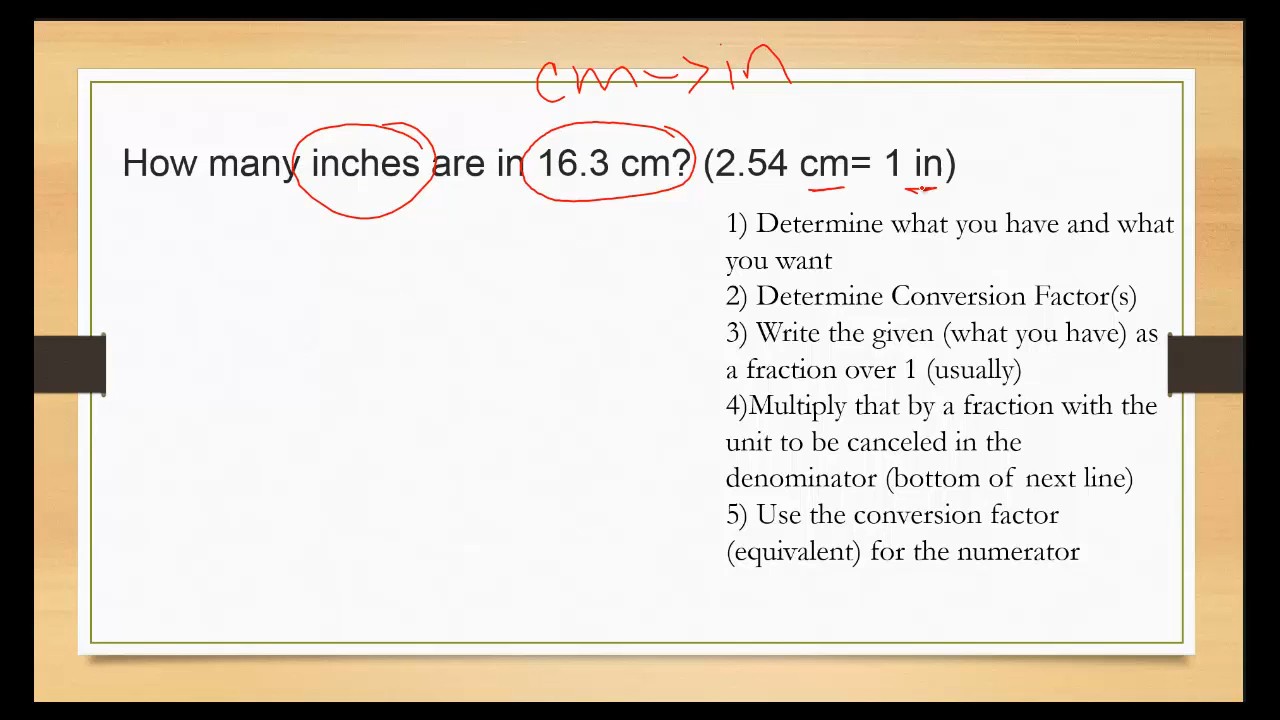 cm -> in
How many inches are in 16.3 cm? (2.54 cm= 1 in)
1) Determine what you have and what
you want
2) Determine Conversion Factor(s)
3) Write the given (what you have) as
a fraction over 1 (usually)
4)Multiply that by a fraction with the
unit to be canceled in the
denominator (bottom of next line)
5) Use the conversion factor
(equivalent) for the numerator